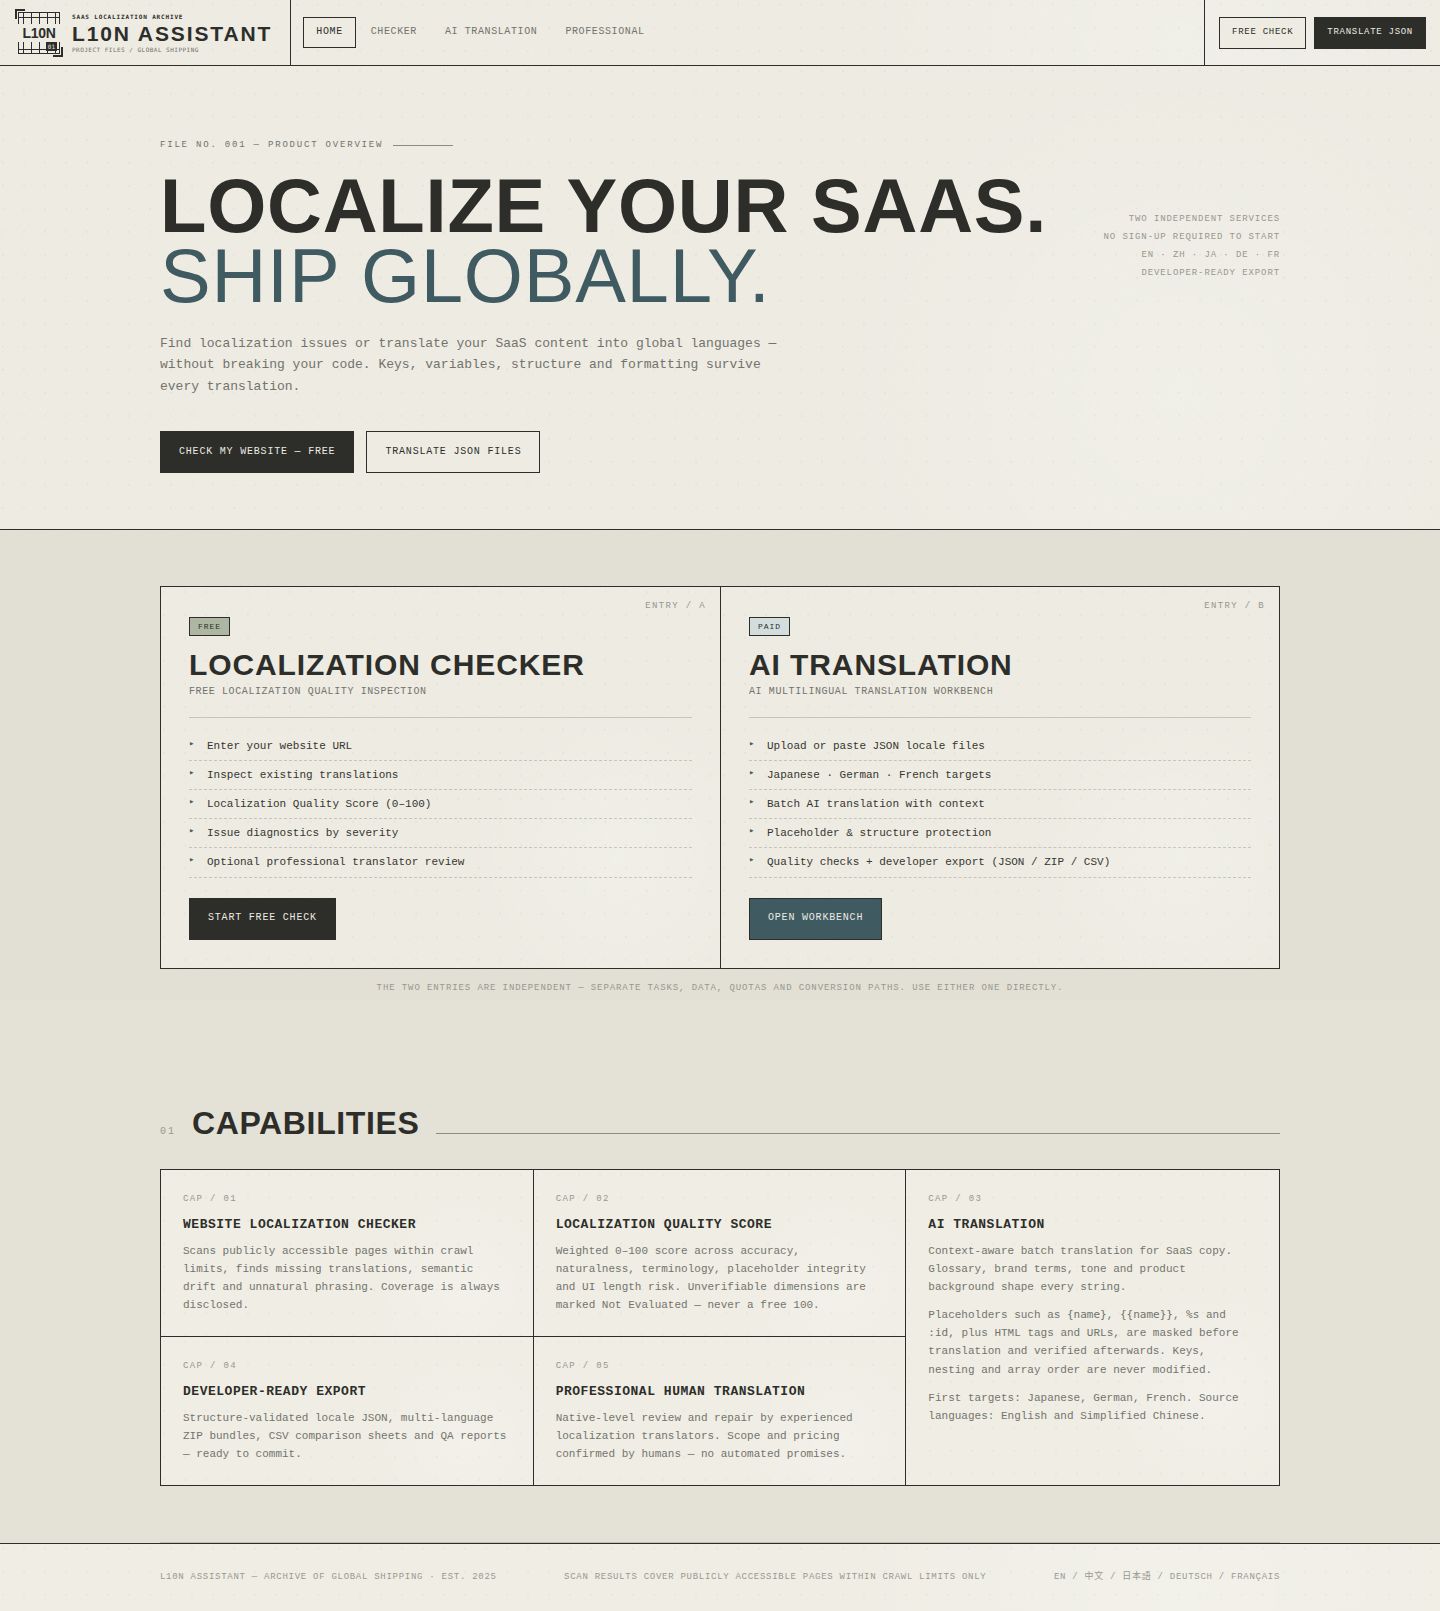 SAAS LOCALIZATION ARCHIVE
L10N
01
L10N ASSISTANT
PROJECT FILES / GLOBAL SHIPPING
HOME
CHECKER
AI TRANSLATION
PROFESSIONAL
FREE CHECK
TRANSLATE JSON
FILE NO. 001 — PRODUCT OVERVIEW
LOCALIZE YOUR SAAS.
SHIP GLOBALLY.
TWO INDEPENDENT SERVICES
NO SIGN-UP REQUIRED TO START
EN · ZH · JA · DE · FR
DEVELOPER-READY EXPORT
Find localization issues or translate your SaaS content into global languages —
without breaking your code. Keys, variables, structure and formatting survive
every translation.
CHECK MY WEBSITE — FREE
TRANSLATE JSON FILES
ENTRY / A
FREE
LOCALIZATION CHECKER
FREE LOCALIZATION QUALITY INSPECTION
▸ Enter your website URL
▸ Inspect existing translations
▸ Localization Quality Score (0–100)
▸ Issue diagnostics by severity
▸ Optional professional translator review
START FREE CHECK
ENTRY / B
PAID
AI TRANSLATION
AI MULTILINGUAL TRANSLATION WORKBENCH
▸ Upload or paste JSON locale files
▸ Japanese · German · French targets
▸ Batch AI translation with context
▸ Placeholder & structure protection
▸ Quality checks + developer export (JSON / ZIP / CSV)
OPEN WORKBENCH
THE TWO ENTRIES ARE INDEPENDENT — SEPARATE TASKS, DATA, QUOTAS AND CONVERSION PATHS. USE EITHER ONE DIRECTLY.
01 CAPABILITIES
CAP / 01
WEBSITE LOCALIZATION CHECKER
Scans publicly accessible pages within crawl
limits, finds missing translations, semantic
drift and unnatural phrasing. Coverage is always
disclosed.
CAP / 02
LOCALIZATION QUALITY SCORE
Weighted 0–100 score across accuracy,
naturalness, terminology, placeholder integrity
and UI length risk. Unverifiable dimensions are
marked Not Evaluated — never a free 100.
CAP / 03
AI TRANSLATION
Context-aware batch translation for SaaS copy.
Glossary, brand terms, tone and product
background shape every string.
Placeholders such as {name}, {{name}}, %s and
:id, plus HTML tags and URLs, are masked before
translation and verified afterwards. Keys,
nesting and array order are never modified.
First targets: Japanese, German, French. Source
languages: English and Simplified Chinese.
CAP / 04
DEVELOPER-READY EXPORT
Structure-validated locale JSON, multi-language
ZIP bundles, CSV comparison sheets and QA reports
— ready to commit.
CAP / 05
PROFESSIONAL HUMAN TRANSLATION
Native-level review and repair by experienced
localization translators. Scope and pricing
confirmed by humans — no automated promises.
L10N ASSISTANT — ARCHIVE OF GLOBAL SHIPPING · EST. 2025
SCAN RESULTS COVER PUBLICLY ACCESSIBLE PAGES WITHIN CRAWL LIMITS ONLY
EN / 中文 / 日本語 / DEUTSCH / FRANÇAIS